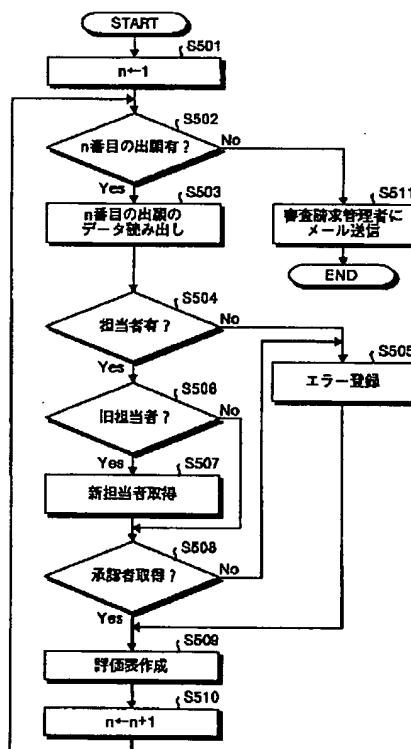 START
S501
n←1
S502
n番目の出願有？
No
Yes
S503
n番目の出願の
データ読み出し
S511
審査請求管理者に
メール送信
END
S504
担当者有？
No
Yes
S505
エラー登録
S506
旧担当者？
No
Yes
S507
新担当者取得
S508
承認者取得？
No
Yes
S509
評価表作成
S510
n←n+1